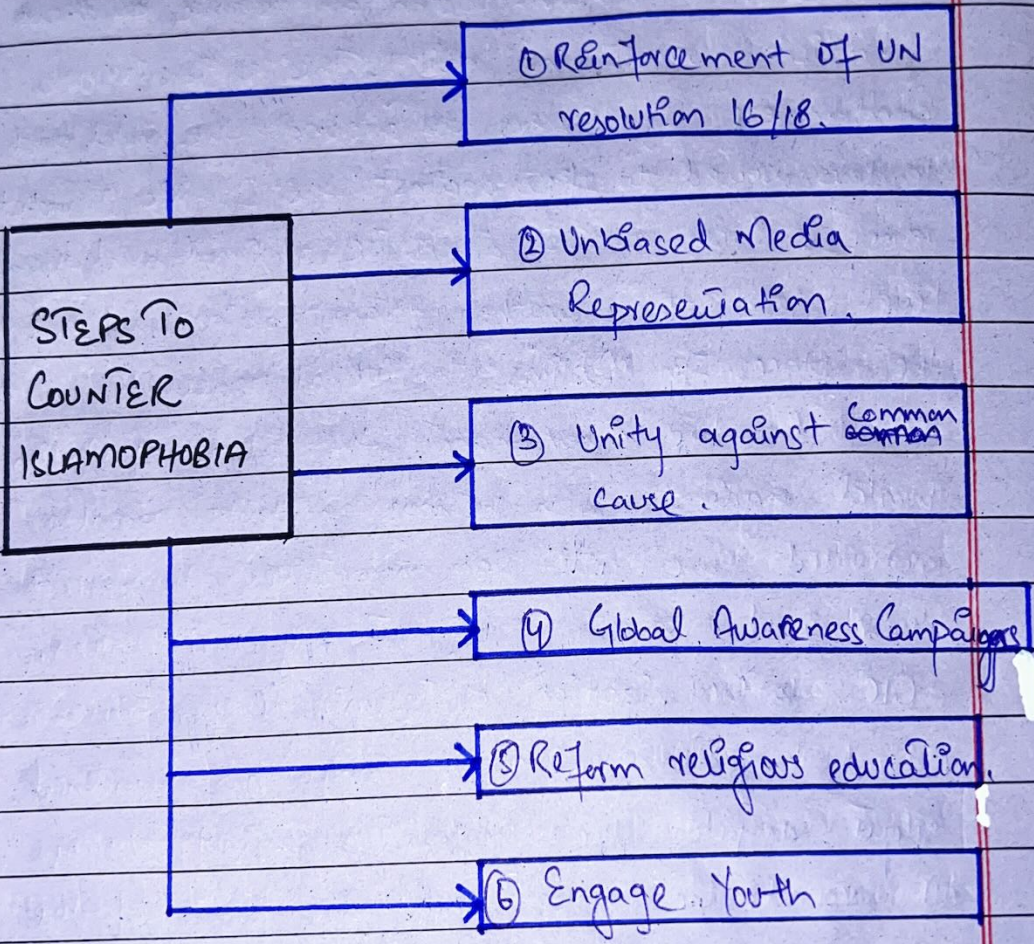 ① Reinforcement of UN
resolution 16/18.
② Unbiased Media
Representation.
STEPS TO
COUNTER
ISLAMOPHOBIA
③ Unity against common
cause.
④ Global Awareness Campaigns
⑤ Reform religious education.
⑥ Engage Youth